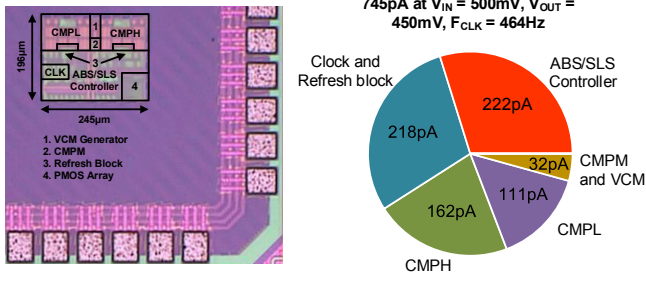 CMPL
1
CMPH
2
3
CLK
ABS/SLS
Controller
4
196µm
245µm
1. VCM Generator
2. CMPM
3. Refresh Block
4. PMOS Array
745pA at VIN = 500mV, VOUT =
450mV, FCLK = 464Hz
Clock and
Refresh block
ABS/SLS
Controller
222pA
218pA
32pA
CMPM
and VCM
111pA
162pA
CMPL
CMPH